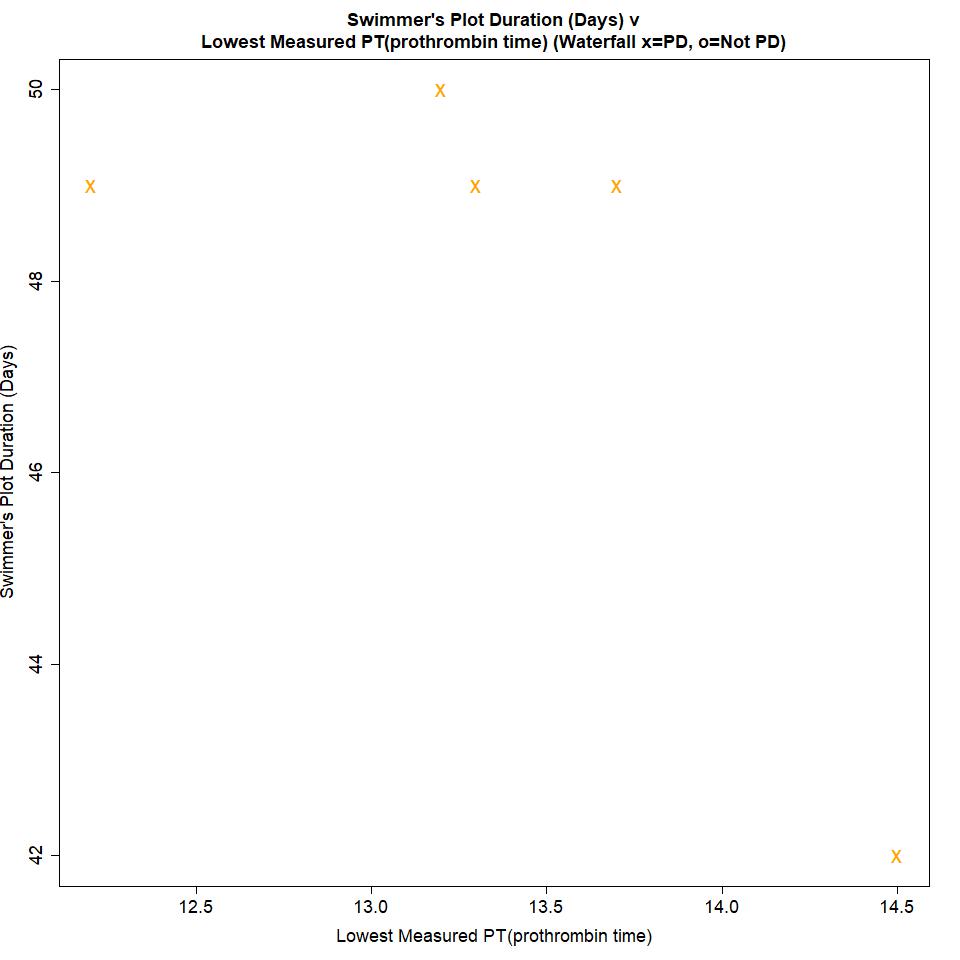 Swimmer's Plot Duration (Days) v
Lowest Measured PT(prothrombin time) (Waterfall x=PD, o=Not PD)
Swimmer's Plot Duration (Days)
50
48
46
44
42
X
X
X
X
X
12.5
13.0
13.5
14.0
14.5
Lowest Measured PT(prothrombin time)